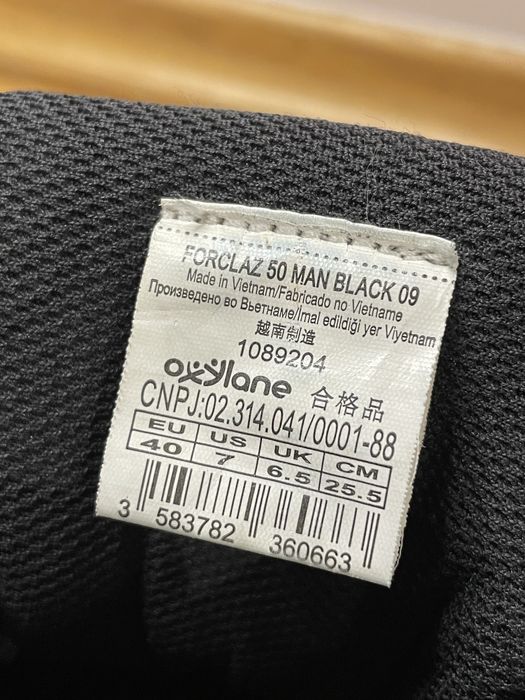 FORCLAZ 50 MAN BLACK 09
Made in Vietnam/Fabricado no Vietname
Произведено во Вьетнаме/Imal edildiği yer Viyetnam
越南制造
1089204
oxylane 合格品
CNPJ:02.314.041/0001-88
EU US UK CM
40 7 6.5 25.5
3 583782 360663